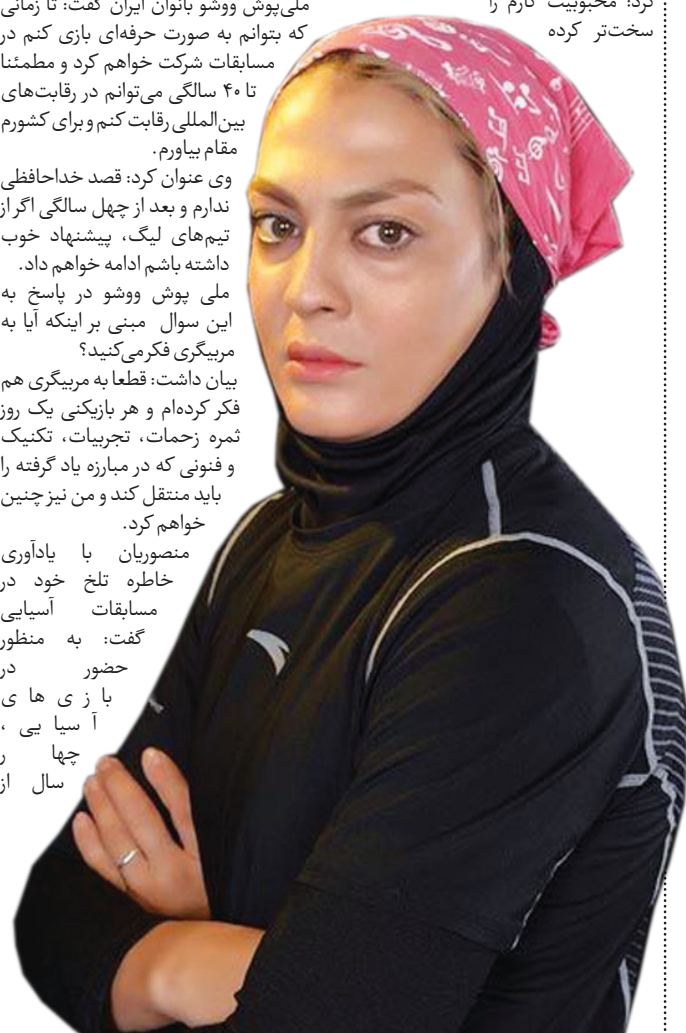 کرد: محبوبیت کارم را
سخت‌تر کرده
ملی‌پوش ووشو بانوان ایران گفت: تا زمانی
که بتوانم به صورت حرفه‌ای بازی کنم در
مسابقات شرکت خواهم کرد و مطمئنا
تا ۴۰ سالگی می‌توانم در رقابت‌های
بین‌المللی رقابت کنم و برای کشورم
مقام بیاورم.
وی عنوان کرد: قصد خداحافظی
ندارم و بعد از چهل سالگی اگر از
تیم‌های لیگ، پیشنهاد خوب
داشته باشم ادامه خواهم داد.
ملی پوش ووشو در پاسخ به
این سوال مبنی بر اینکه آیا به
مربیگری فکر می‌کنید؟
بیان داشت: قطعا به مربیگری هم
فکر کرده‌ام و هر بازیکنی یک روز
ثمره زحمات، تجربیات، تکنیک
و فنونی که در مبارزه یاد گرفته را
باید منتقل کند و من نیز چنین
خواهم کرد.
منصوریان با یادآوری
خاطره تلخ خود در
مسابقات آسیایی
گفت: به منظور
حضور در
با ز ی ها ی
آ سیا یی ،
چها ر
سال از